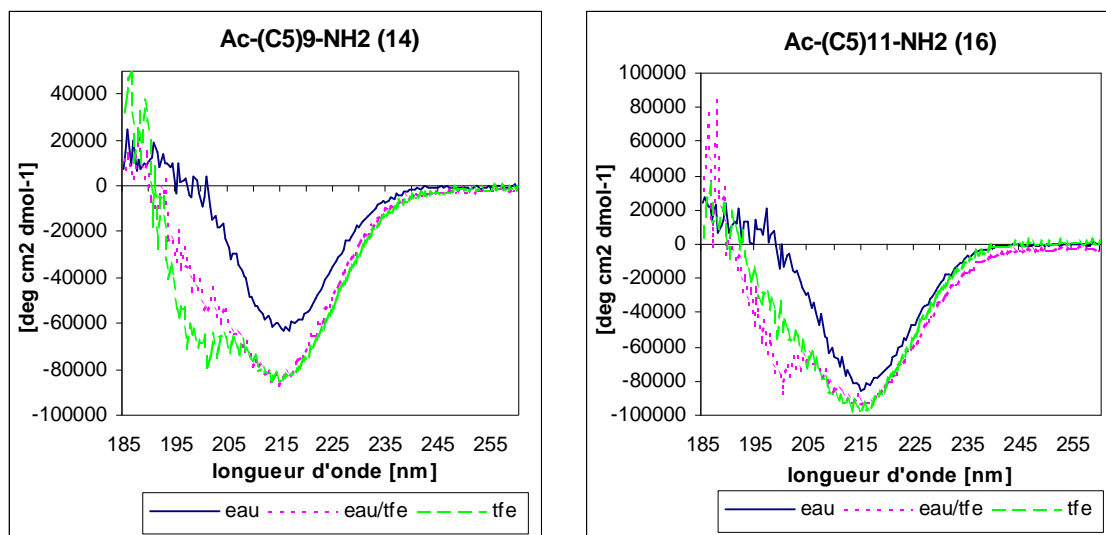 Ac-(C5)9-NH2 (14)
[deg cm2 dmol-1]
40000
20000
0
-20000
-40000
-60000
-80000
-100000
185 195 205 215 225 235 245 255
longueur d'onde [nm]
eau eau/tfe tfe
Ac-(C5)11-NH2 (16)
[deg cm2 dmol-1]
100000
80000
60000
40000
20000
0
-20000
-40000
-60000
-80000
-100000
185 195 205 215 225 235 245 255
longueur d'onde [nm]
eau eau/tfe tfe